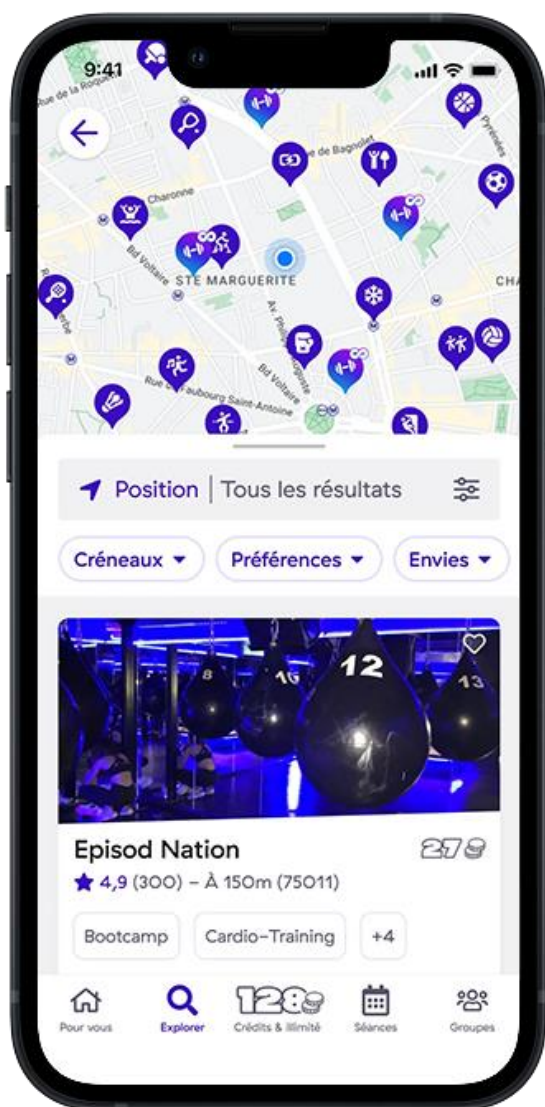 9:41
Rue de la Roquette
Rue de Bagnolet
Pyrénées
Charonne
Bd Voltaire
STE MARGUERITE
CHA
Av. Philippe Auguste
Bd Voltaire
Rue du Faubourg Saint-Antoine
Position | Tous les résultats
Créneaux
Préférences
Envies
8
10
12
13
Episod Nation
27
4,9 (300) – À 150m (75011)
Bootcamp
Cardio-Training
+4
128
Pour vous
Explorer
Crédits & Illimité
Séances
Groupes